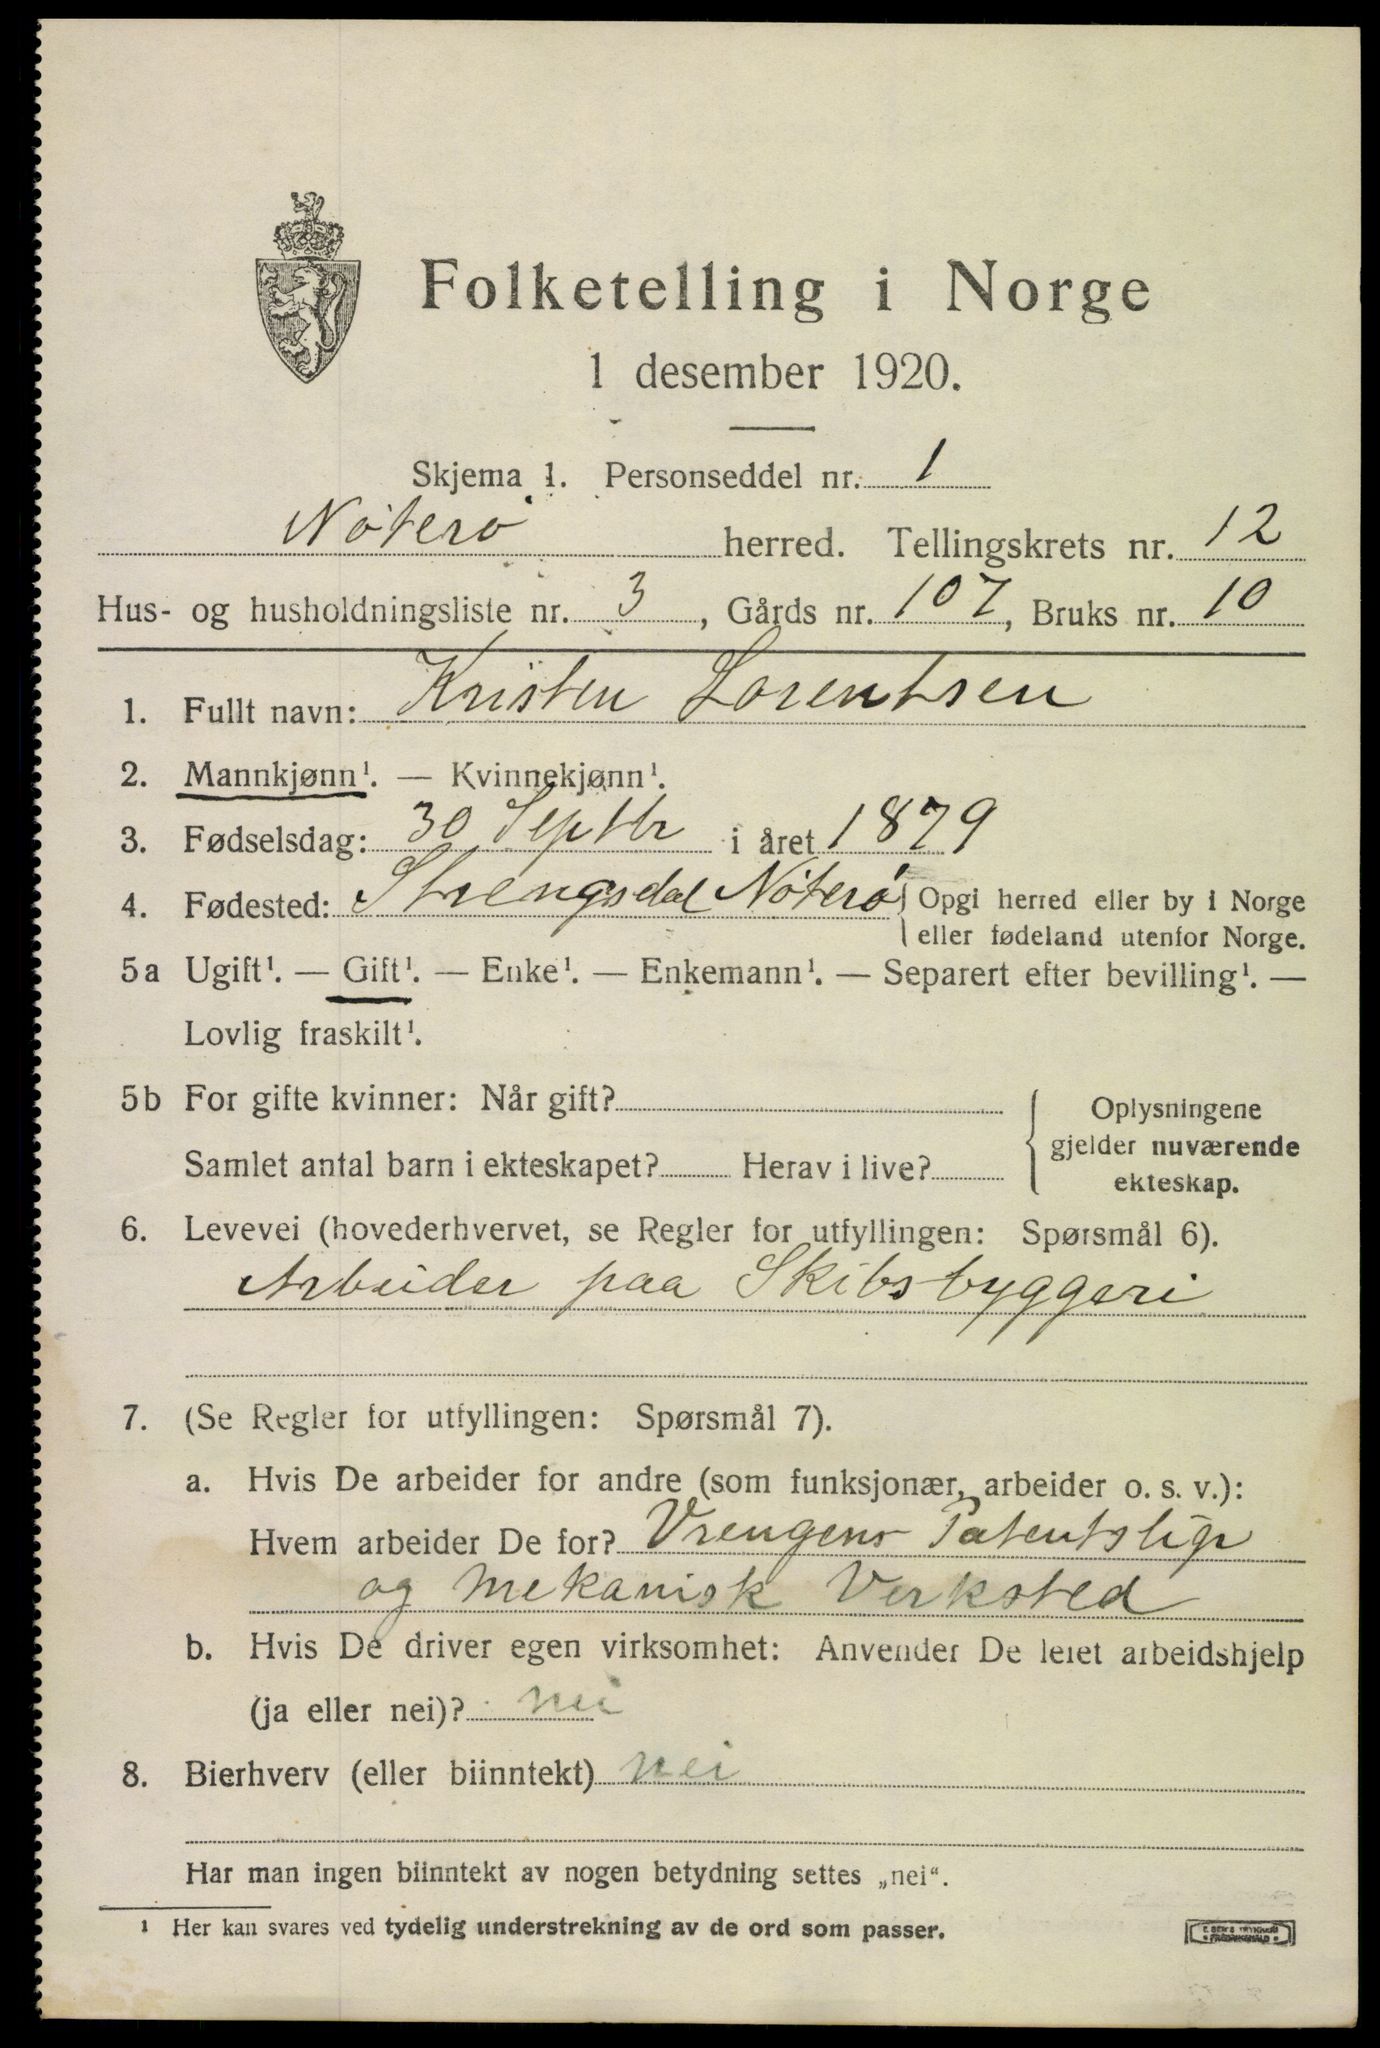 Folketelling i Norge
1 desember 1920.
Skjema 1. Personseddel nr. 1
Nøterø herred. Tellingskrets nr. 12
Hus- og husholdningsliste nr. 3, Gårds nr. 107, Bruks nr. 10
1. Fullt navn: Kristen Lorentsen
2. Mannkjønn¹. — Kvinnekjønn¹.
3. Fødselsdag: 30 Septbr i året 1879
4. Fødested: Strengsdal Nøterø { Opgi herred eller by i Norge
eller fødeland utenfor Norge.
5a Ugift¹. — Gift¹. — Enke¹. — Enkemann¹. — Separert efter bevilling¹. —
Lovlig fraskilt¹.
5b For gifte kvinner: Når gift?
Samlet antal barn i ekteskapet? Herav i live?
{ Oplysningene
gjelder nuværende
ekteskap.
6. Levevei (hovederhvervet, se Regler for utfyllingen: Spørsmål 6).
Arbeider paa Skibsbyggeri
7. (Se Regler for utfyllingen: Spørsmål 7).
a. Hvis De arbeider for andre (som funksjonær, arbeider o. s. v.):
Hvem arbeider De for? Vrengens Patentslip
og mekanisk Verksted
b. Hvis De driver egen virksomhet: Anvender De leiet arbeidshjelp
(ja eller nei)? nei
8. Bierhverv (eller biinntekt) nei
Har man ingen biinntekt av nogen betydning settes „nei“.
¹ Her kan svares ved tydelig understrekning av de ord som passer.